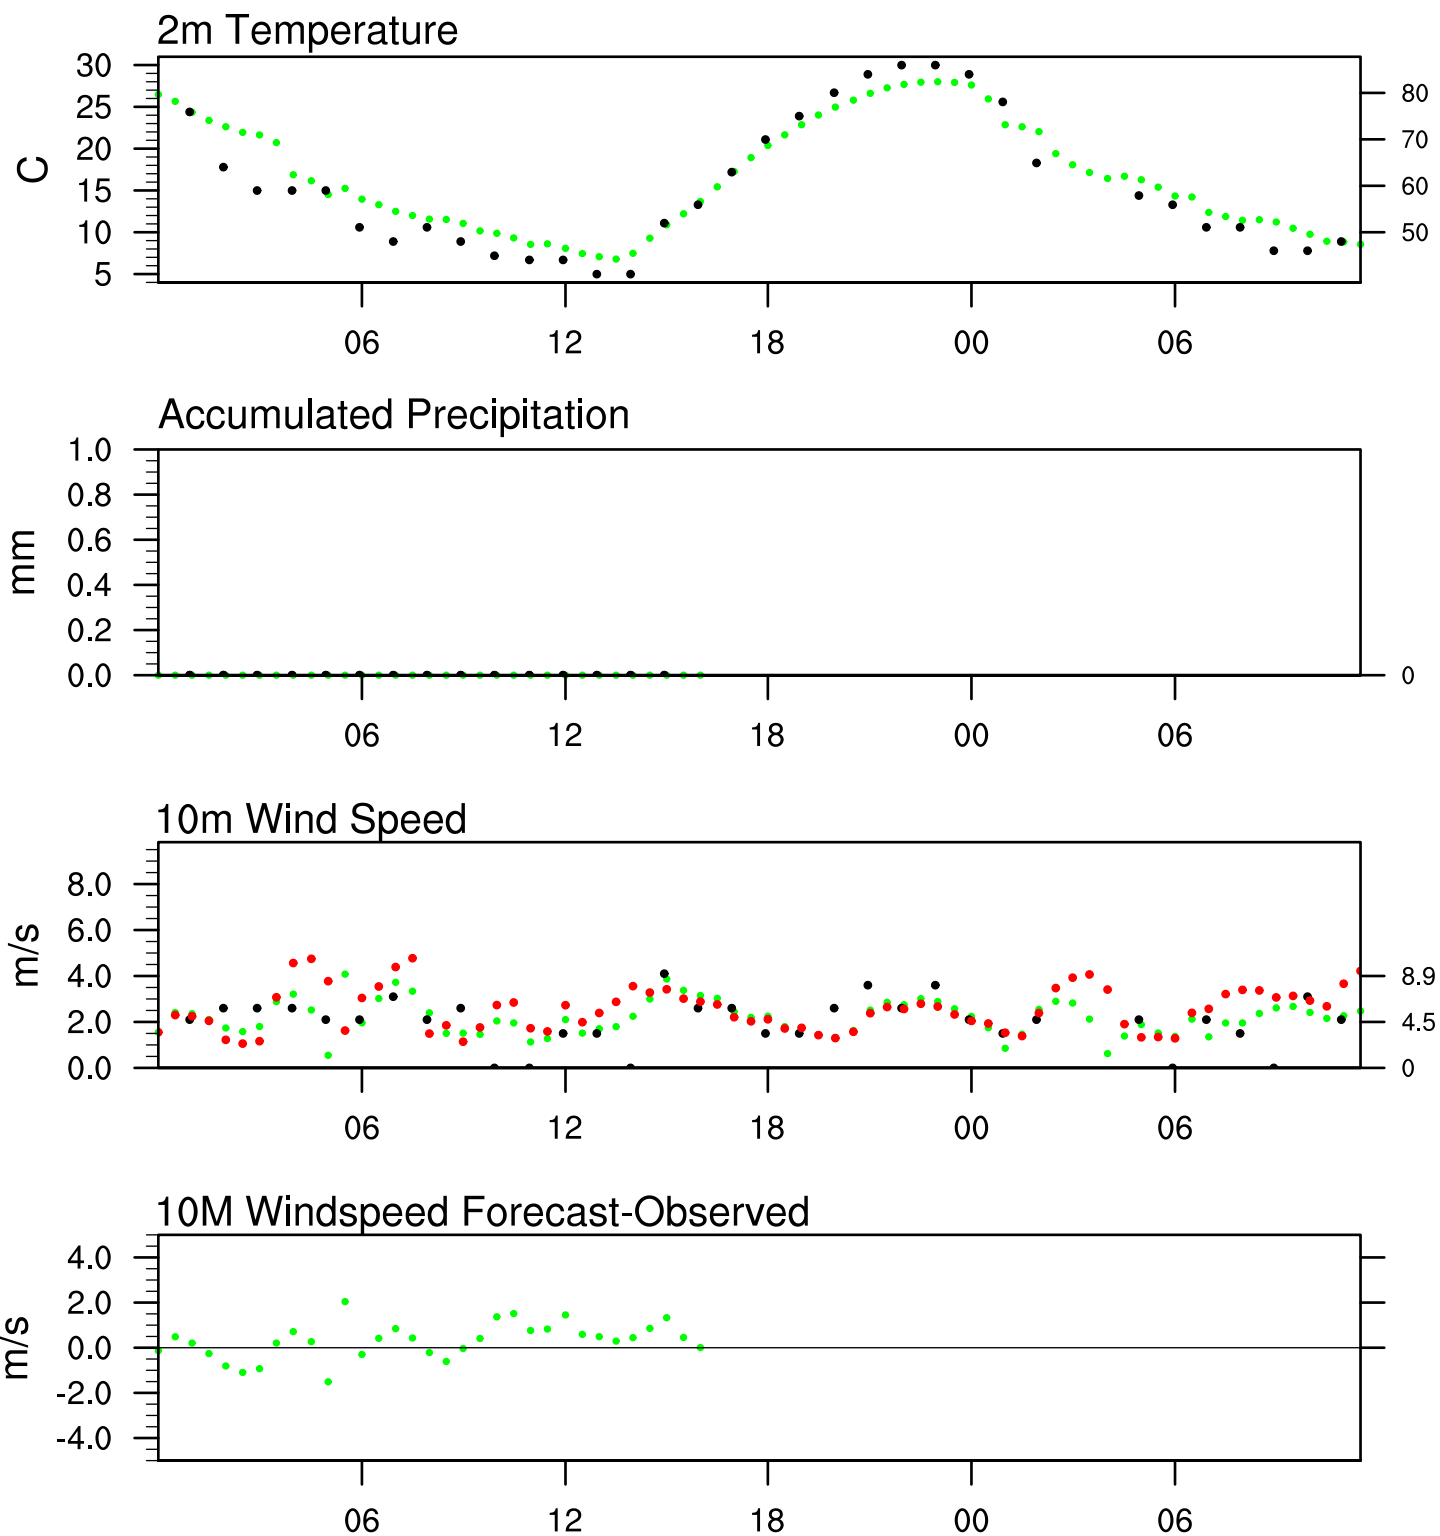 2m Temperature
30
25
20
15
10
5
C
80
70
60
50
06 12 18 00 06
Accumulated Precipitation
1.0
0.8
0.6
0.4
0.2
0.0
mm
0
06 12 18 00 06
10m Wind Speed
8.0
6.0
4.0
2.0
0.0
m/s
8.9
4.5
0
06 12 18 00 06
10M Windspeed Forecast-Observed
4.0
2.0
0.0
-2.0
-4.0
m/s
06 12 18 00 06